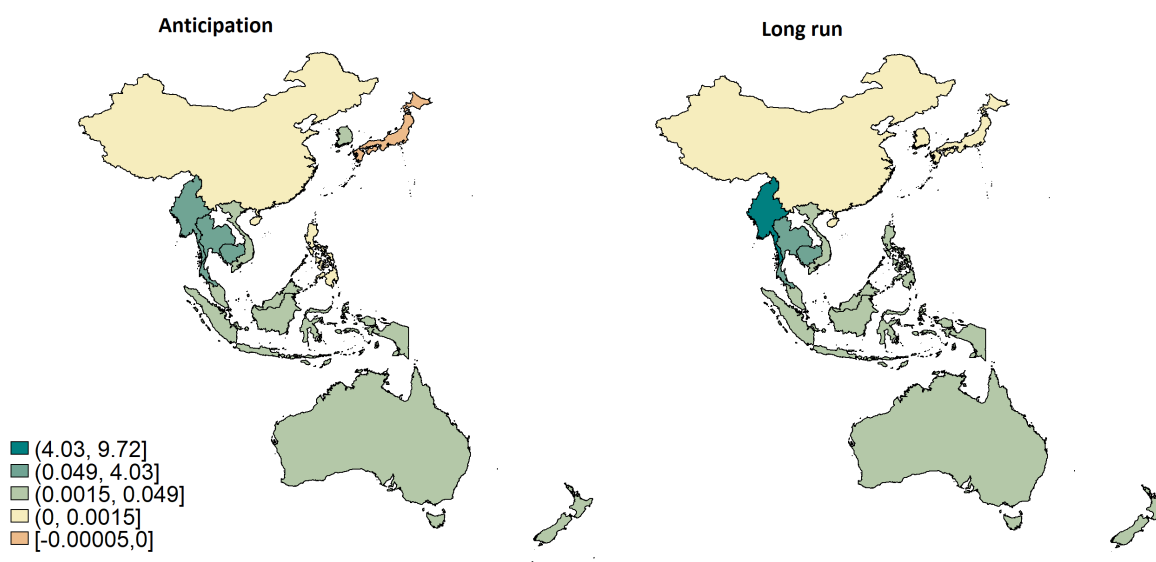 Anticipation
Long run
(4.03, 9.72]
(0.049, 4.03]
(0.0015, 0.049]
(0, 0.0015]
[-0.00005,0]